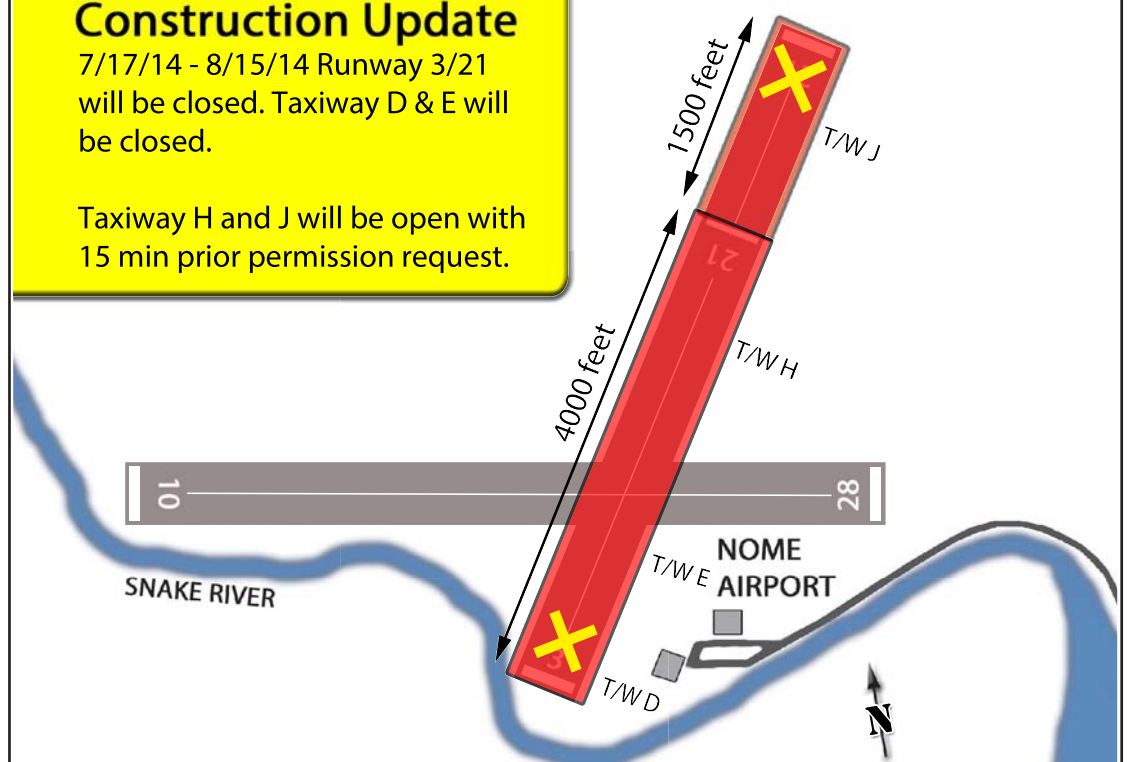 Construction Update
7/17/14 - 8/15/14 Runway 3/21
will be closed. Taxiway D & E will
be closed.
Taxiway H and J will be open with
15 min prior permission request.
1500 feet
T/W J
21
4000 feet
T/W H
10
28
T/W E
NOME
AIRPORT
SNAKE RIVER
3
T/W D
N